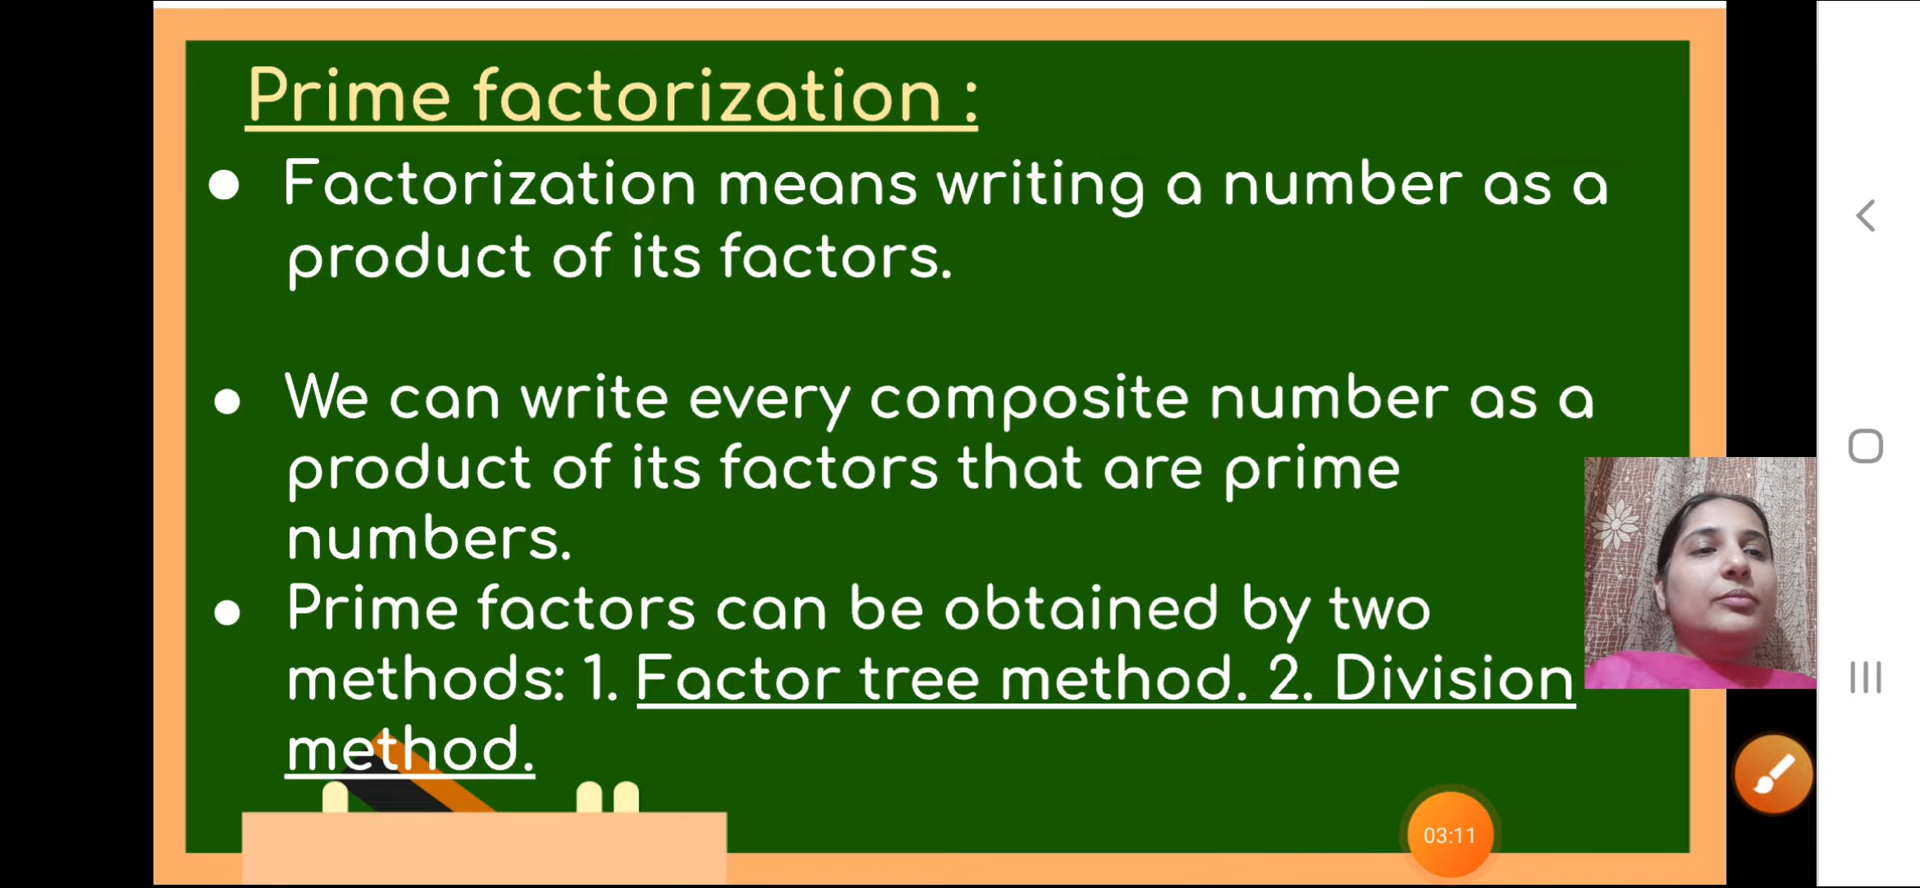 Prime factorization :
● Factorization means writing a number as a
product of its factors.
● We can write every composite number as a
product of its factors that are prime
numbers.
● Prime factors can be obtained by two
methods: 1. Factor tree method. 2. Division
method.
03:11